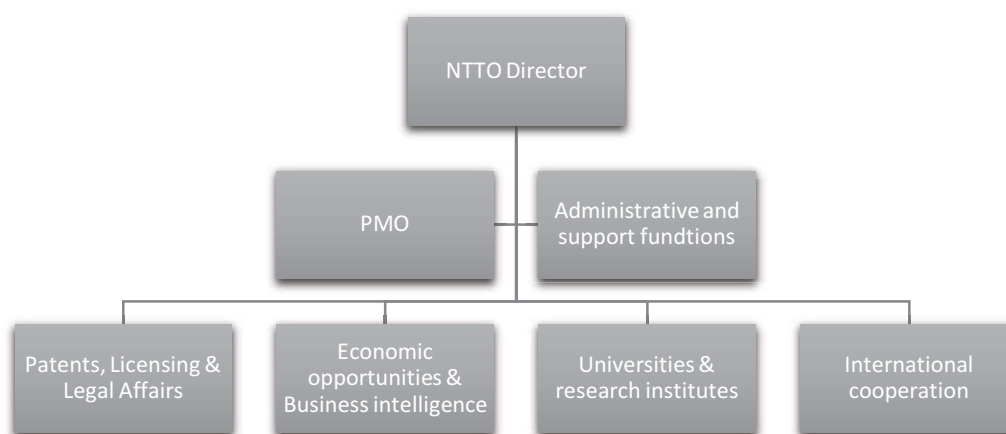 NTTO Director
PMO
Administrative and
support fundtions
Patents, Licensing &
Legal Affairs
Economic
opportunities &
Business intelligence
Universities &
research institutes
International
cooperation